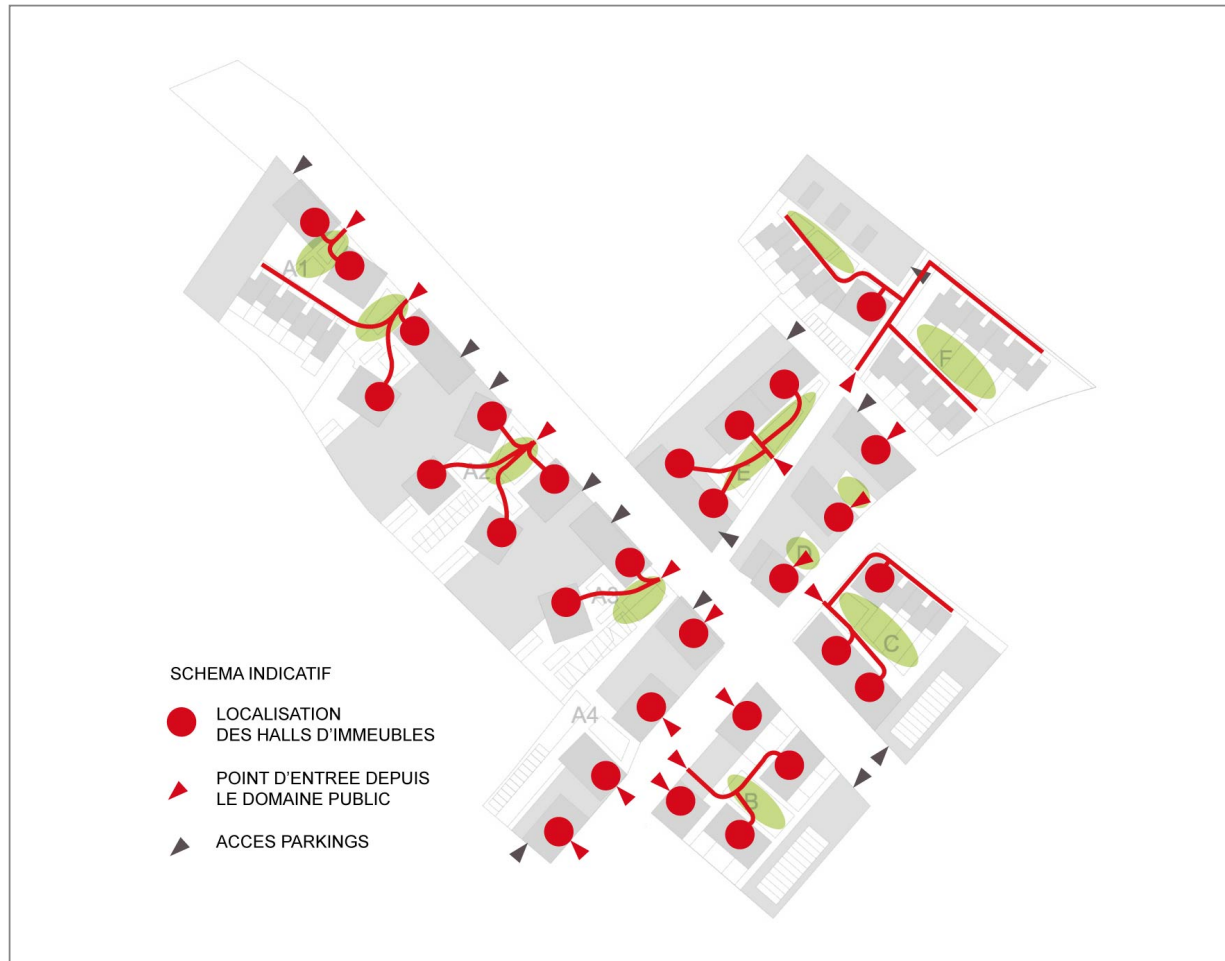 A1
F
A2
E
D
A3
C
SCHEMA INDICATIF
LOCALISATION
DES HALLS D'IMMEUBLES
A4
POINT D'ENTREE DEPUIS
LE DOMAINE PUBLIC
B
ACCES PARKINGS